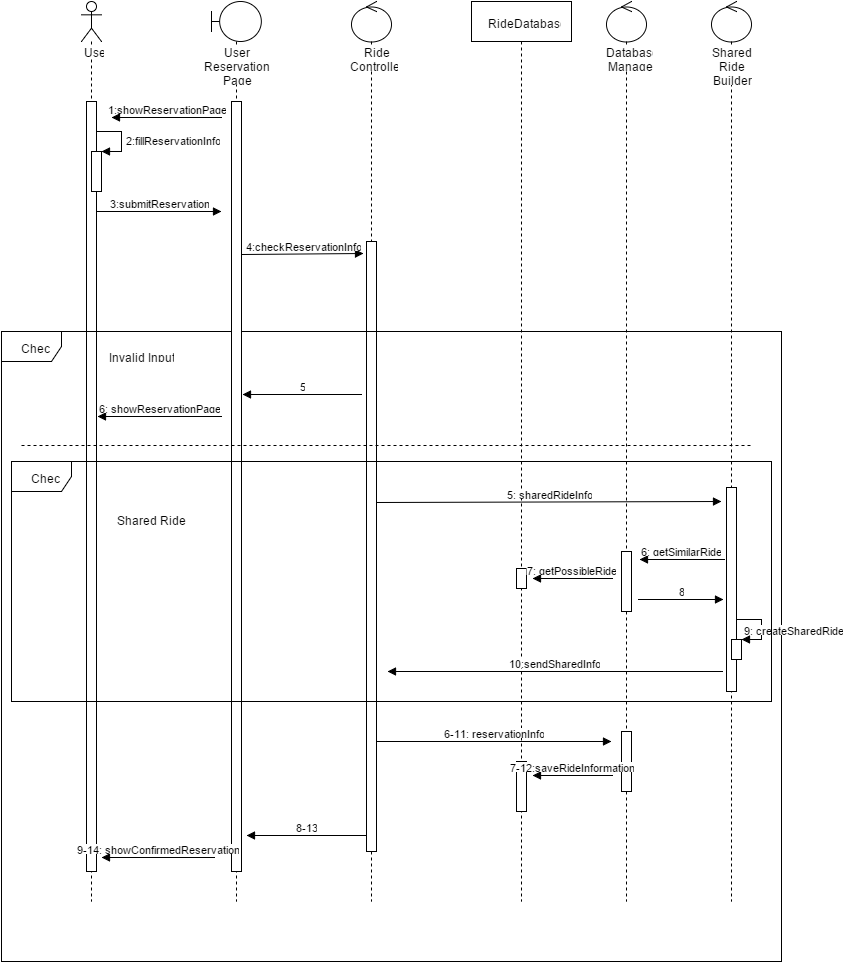 Use
User
Reservation
Page
Ride
Controlle
RideDatabas
Databas
Manage
Shared
Ride
Builder
1:showReservationPage
2:fillReservationInfo
3:submitReservation
4:checkReservationInfo
Chec
Invalid Input
5
6: showReservationPage
Chec
5: sharedRideInfo
Shared Ride
6: getSimilarRide
7: getPossibleRide
8
9: createSharedRide
10:sendSharedInfo
6-11: reservationInfo
7-12:saveRideInformation
8-13
9-14: showConfirmedReservation